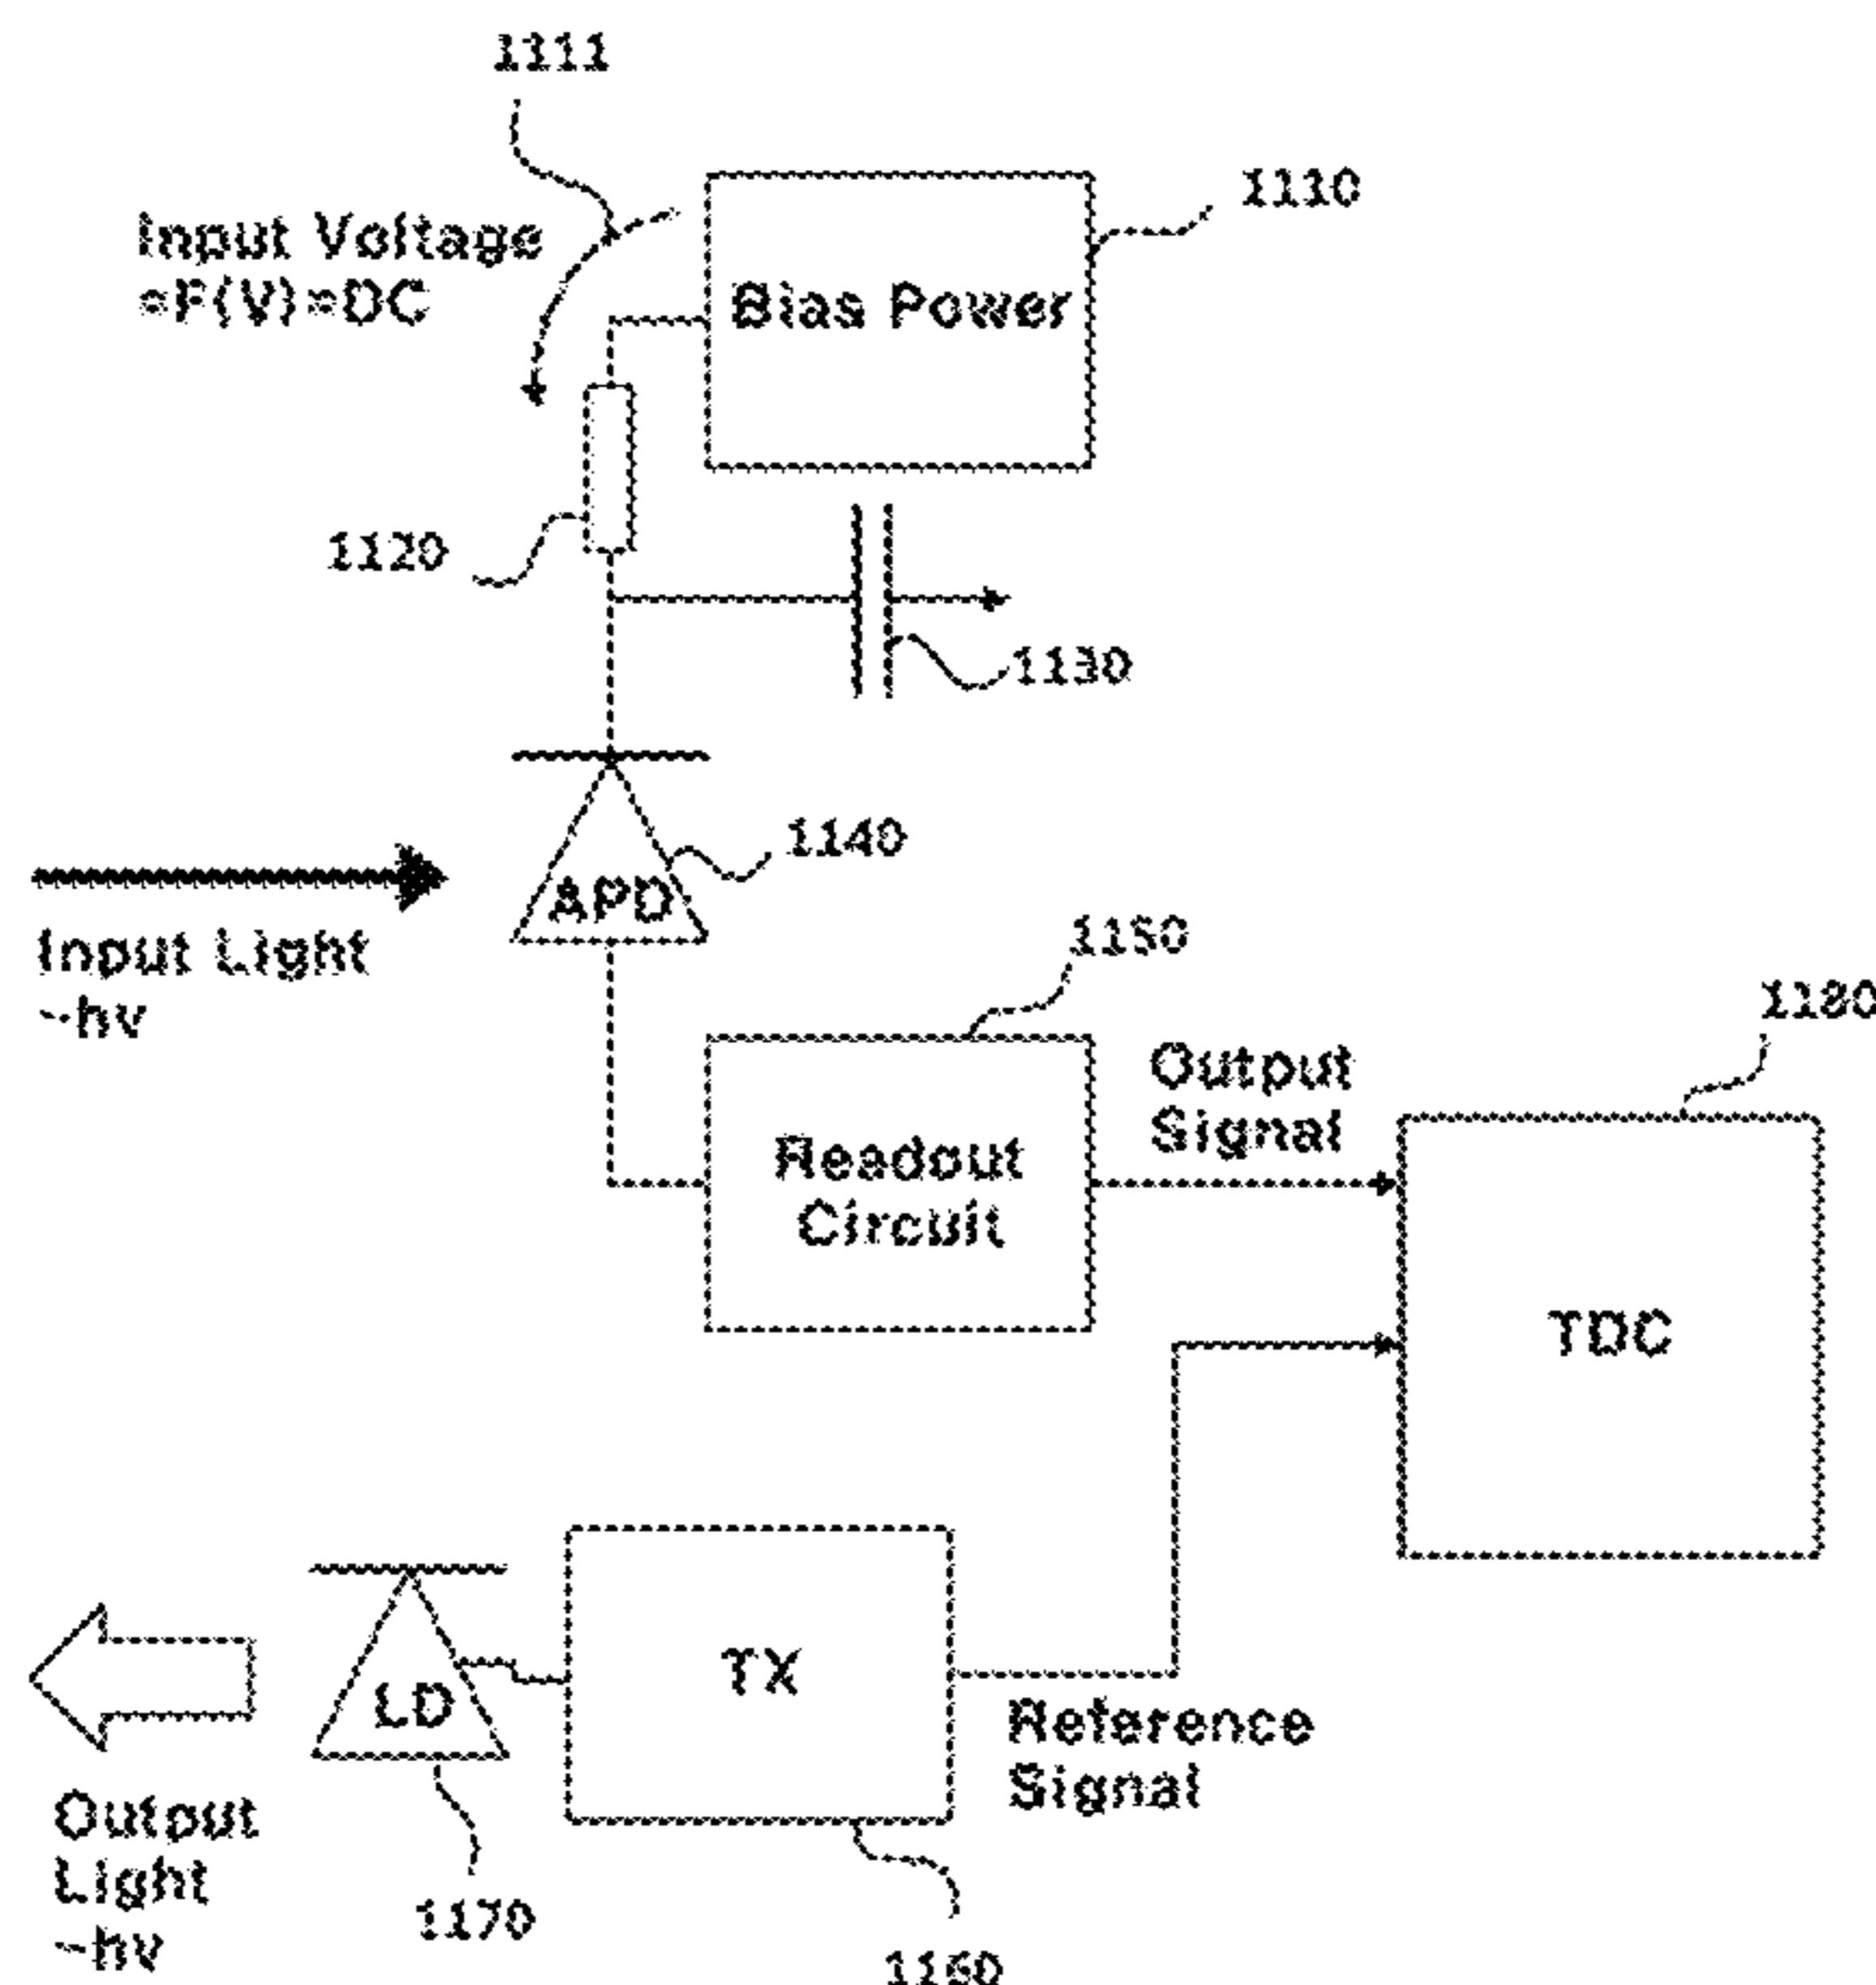 1111
1110
Input Voltage
=F(V)=DC
Bias Power
1120
1130
1140
APD
Input Light
~hv
1150
1180
Output
Signal
Readout
Circuit
TDC
TX
LD
Reference
Signal
Output
Light
~hv
1170
1160